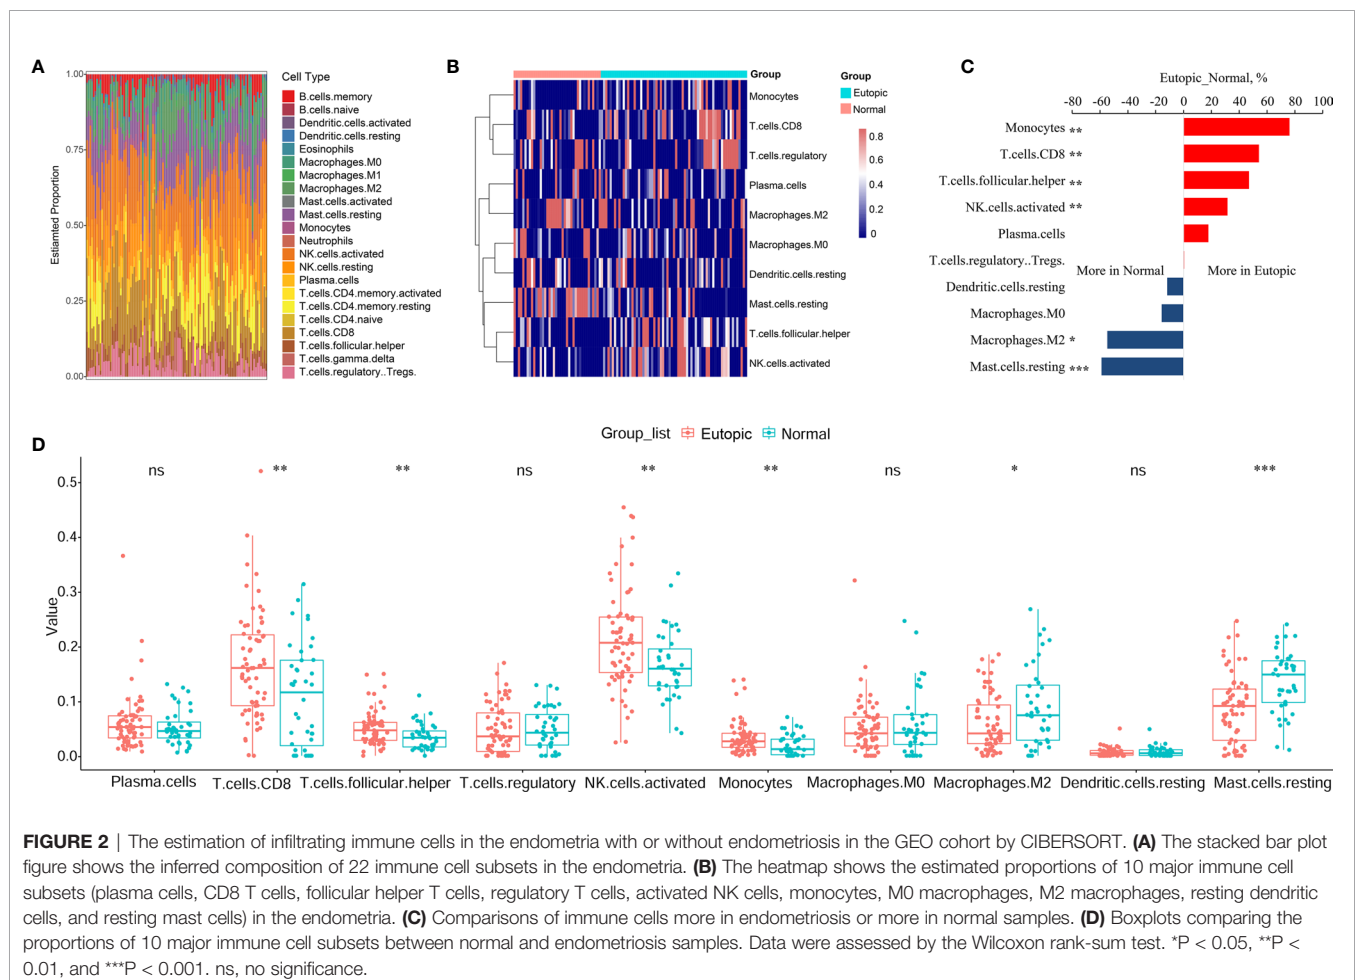 A
1.00
0.75
0.50
0.25
0.00
Estiamted Proportion
Cell Type
B.cells.memory
B.cells.naive
Dendritic.cells.activated
Dendritic.cells.resting
Eosinophils
Macrophages.M0
Macrophages.M1
Macrophages.M2
Mast.cells.activated
Mast.cells.resting
Monocytes
Neutrophils
NK.cells.activated
NK.cells.resting
Plasma.cells
T.cells.CD4.memory.activated
T.cells.CD4.memory.resting
T.cells.CD4.naive
T.cells.CD8
T.cells.follicular.helper
T.cells.gamma.delta
T.cells.regulatory..Tregs.
B
Group
Monocytes
T.cells.CD8
T.cells.regulatory
Plasma.cells
Macrophages.M2
Macrophages.M0
Dendritic.cells.resting
Mast.cells.resting
T.cells.follicular.helper
NK.cells.activated
Group
Eutopic
Normal
0.8
0.6
0.4
0.2
0
C
Eutopic_Normal, %
-80 -60 -40 -20 0 20 40 60 80 100
Monocytes **
T.cells.CD8 **
T.cells.follicular.helper **
NK.cells.activated **
Plasma.cells
T.cells.regulatory..Tregs.
More in Normal More in Eutopic
Dendritic.cells.resting
Macrophages.M0
Macrophages.M2 *
Mast.cells.resting ***
D
Group_list Eutopic Normal
ns ** ** ns ** ** ns * ns ***
0.5
0.4
0.3
0.2
0.1
0.0
Value
Plasma.cells T.cells.CD8 T.cells.follicular.helper T.cells.regulatory NK.cells.activated Monocytes Macrophages.M0 Macrophages.M2 Dendritic.cells.resting Mast.cells.resting
FIGURE 2 | The estimation of infiltrating immune cells in the endometria with or without endometriosis in the GEO cohort by CIBERSORT. (A) The stacked bar plot
figure shows the inferred composition of 22 immune cell subsets in the endometria. (B) The heatmap shows the estimated proportions of 10 major immune cell
subsets (plasma cells, CD8 T cells, follicular helper T cells, regulatory T cells, activated NK cells, monocytes, M0 macrophages, M2 macrophages, resting dendritic
cells, and resting mast cells) in the endometria. (C) Comparisons of immune cells more in endometriosis or more in normal samples. (D) Boxplots comparing the
proportions of 10 major immune cell subsets between normal and endometriosis samples. Data were assessed by the Wilcoxon rank-sum test. *P < 0.05, **P <
0.01, and ***P < 0.001. ns, no significance.